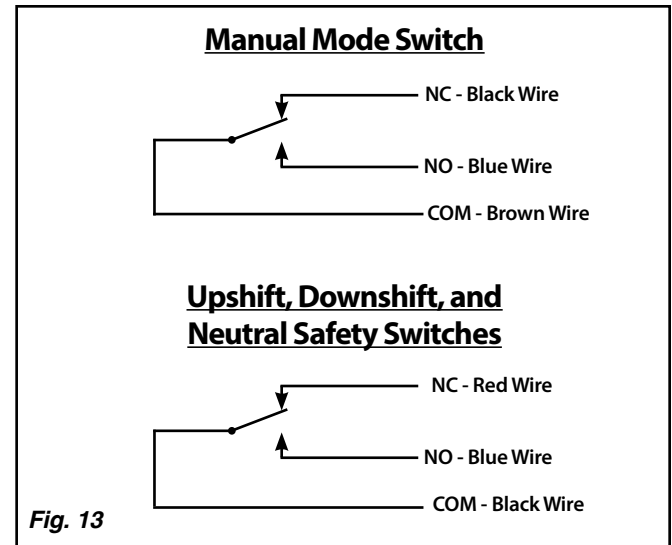 Manual Mode Switch
NC - Black Wire
NO - Blue Wire
COM - Brown Wire
Upshift, Downshift, and
Neutral Safety Switches
NC - Red Wire
NO - Blue Wire
COM - Black Wire
Fig. 13